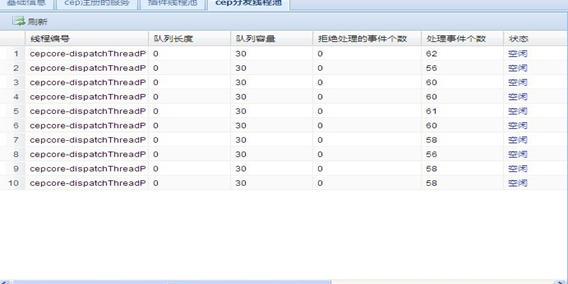 基础信息 cep注册的服务 插件线程池 cep分发线程池
刷新
线程编号 队列长度 队列容量 拒绝处理的事件个数 处理事件个数 状态
1 cepcore-dispatchThreadP 0 30 0 62 空闲
2 cepcore-dispatchThreadP 0 30 0 56 空闲
3 cepcore-dispatchThreadP 0 30 0 60 空闲
4 cepcore-dispatchThreadP 0 30 0 60 空闲
5 cepcore-dispatchThreadP 0 30 0 61 空闲
6 cepcore-dispatchThreadP 0 30 0 60 空闲
7 cepcore-dispatchThreadP 0 30 0 58 空闲
8 cepcore-dispatchThreadP 0 30 0 56 空闲
9 cepcore-dispatchThreadP 0 30 0 58 空闲
10 cepcore-dispatchThreadP 0 30 0 58 空闲